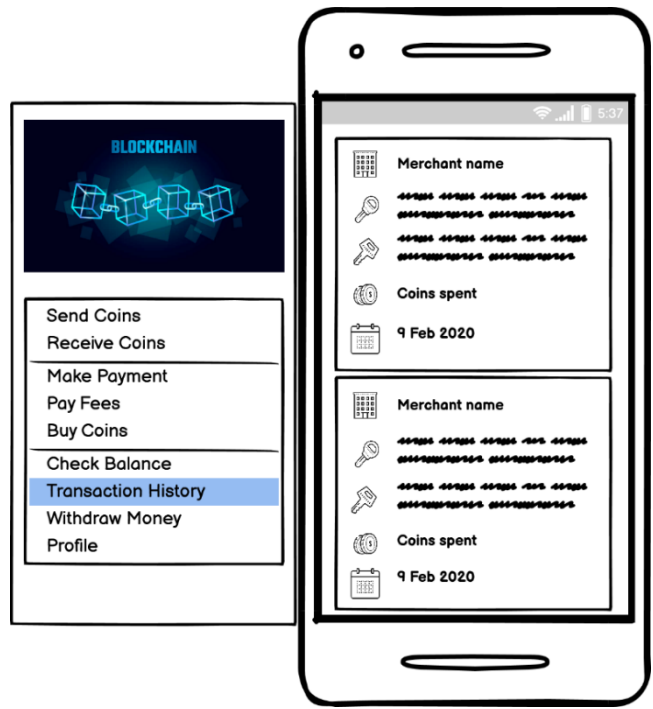 BLOCKCHAIN
Send Coins
Receive Coins
Make Payment
Pay Fees
Buy Coins
Check Balance
Transaction History
Withdraw Money
Profile
5:37
Merchant name
Coins spent
9 Feb 2020
Merchant name
Coins spent
9 Feb 2020